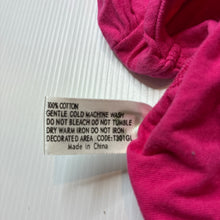 100% COTTON
GENTLE COLD MACHINE WASH
DO NOT BLEACH DO NOT TUMBLE
DRY WARM IRON DO NOT IRON
DECORATED AREA CODE:T301GL
Made in China